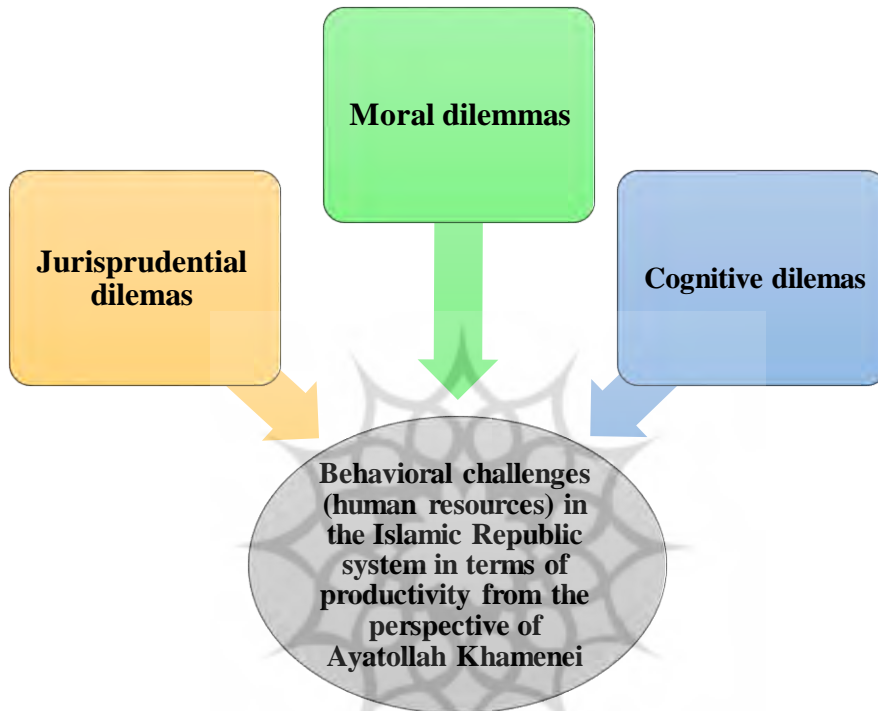 Moral dilemmas
Jurisprudential
dilemas
Cognitive dilemas
Behavioral challenges
(human resources) in
the Islamic Republic
system in terms of
productivity from the
perspective of
Ayatollah Khamenei